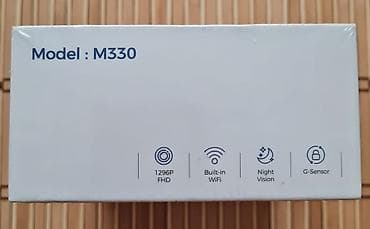 Model : M330
1296P Built-in Night G-Sensor
FHD WiFi Vision